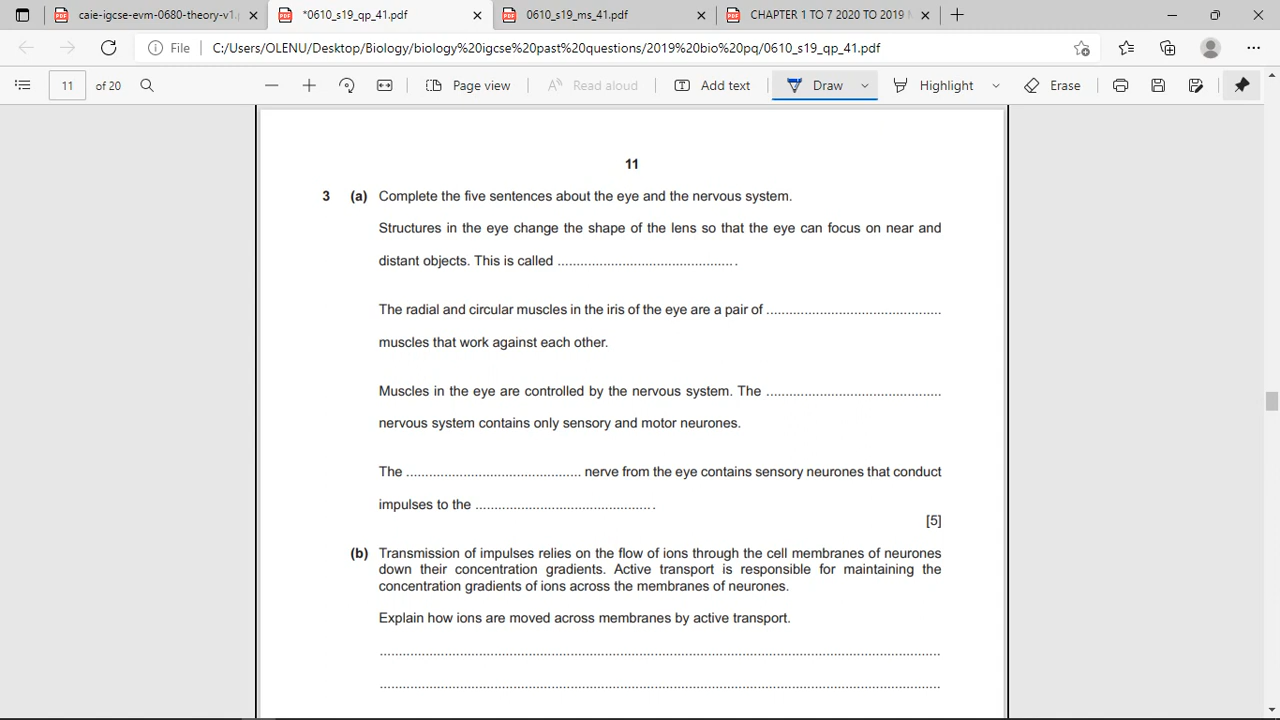 caie-igcse-evm-0680-theory-v1.p
*0610_s19_qp_41.pdf
0610_s19_ms_41.pdf
CHAPTER 1 TO 7 2020 TO 2019 M
File
C:/Users/OLENU/Desktop/Biology/biology%20igcse%20past%20questions/2019%20bio%20pq/0610_s19_qp_41.pdf
11 of 20
Page view
Read aloud
Add text
Draw
Highlight
Erase
11
3 (a) Complete the five sentences about the eye and the nervous system.
Structures in the eye change the shape of the lens so that the eye can focus on near and
distant objects. This is called ...............................................
The radial and circular muscles in the iris of the eye are a pair of ..............................................
muscles that work against each other.
Muscles in the eye are controlled by the nervous system. The ..............................................
nervous system contains only sensory and motor neurones.
The .............................................. nerve from the eye contains sensory neurones that conduct
impulses to the ...............................................
[5]
(b) Transmission of impulses relies on the flow of ions through the cell membranes of neurones
down their concentration gradients. Active transport is responsible for maintaining the
concentration gradients of ions across the membranes of neurones.
Explain how ions are moved across membranes by active transport.
...................................................................................................................................................
...................................................................................................................................................